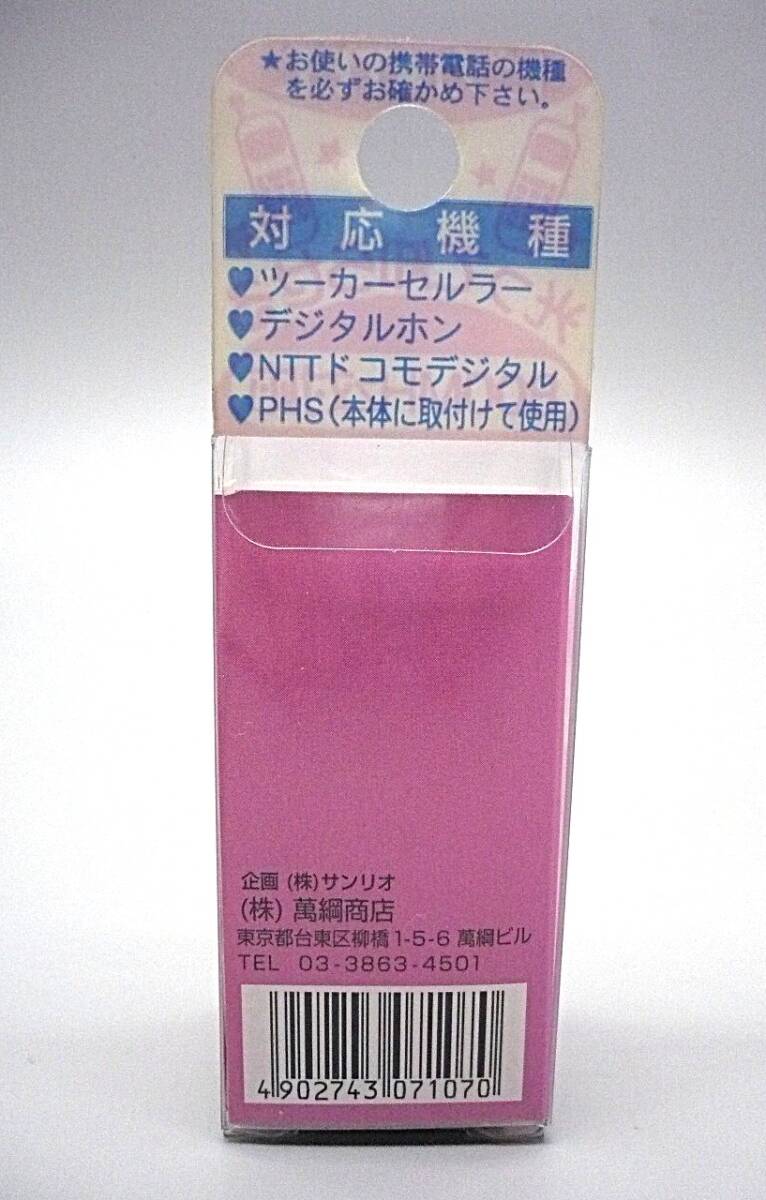 ★お使いの携帯電話の機種
を必ずお確かめ下さい。
対応機種
♥ツーカーセルラー
♥デジタルホン
♥NTTドコモデジタル
♥PHS(本体に取付けて使用)
企画 (株)サンリオ
(株) 萬綱商店
東京都台東区柳橋1-5-6 萬綱ビル
TEL 03-3863-4501
4902743071070